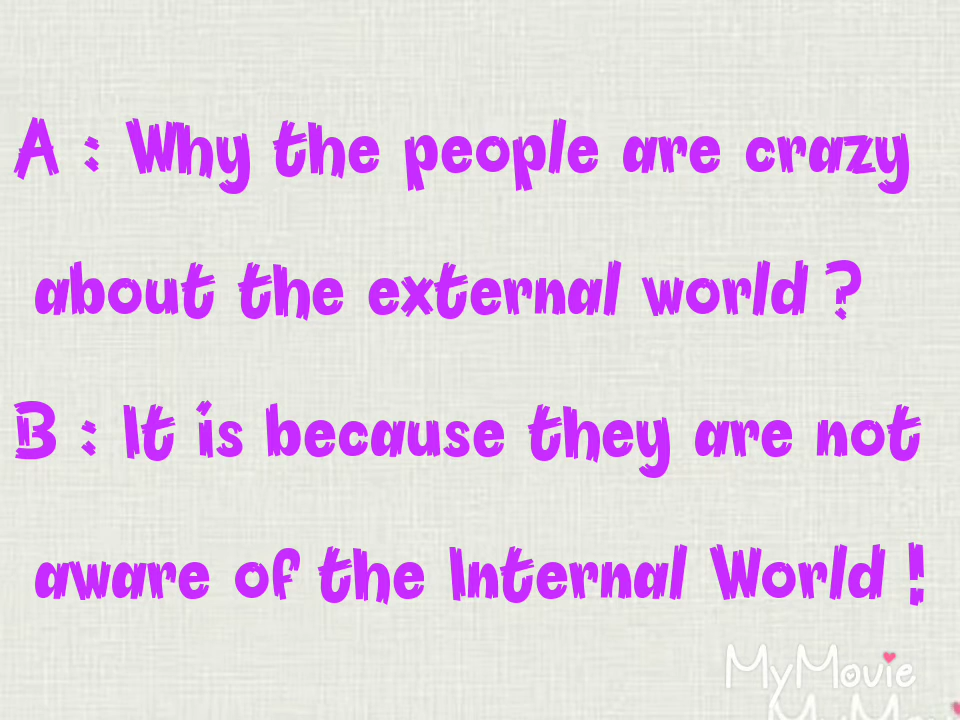 A : Why the people are crazy
about the external world ?
B : It is because they are not
aware of the Internal World !
MyMovie